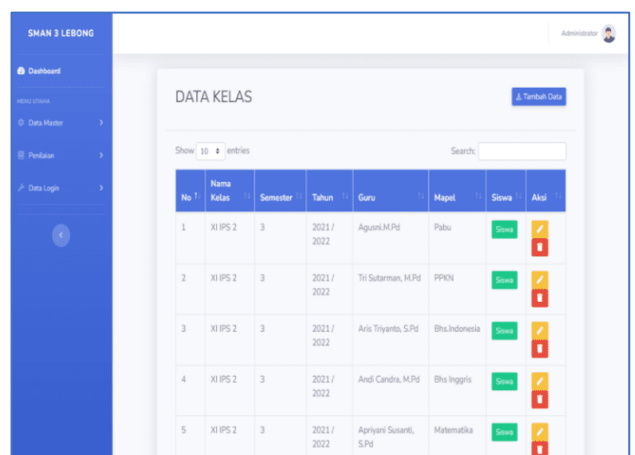 SMAN 3 LEBONG
Administrator
Dashboard
MENU UTAMA
Data Master
Penilaian
Data Login
DATA KELAS
Tambah Data
Show 10 entries
Search:
No Nama Kelas Semester Tahun Guru Mapel Siswa Aksi
1 XI IPS 2 3 2021 / 2022 Agusni.M.Pd Pabu Siswa
2 XI IPS 2 3 2021 / 2022 Tri Sutarman, M.Pd PPKN Siswa
3 XI IPS 2 3 2021 / 2022 Aris Triyanto, S.Pd Bhs.Indonesia Siswa
4 XI IPS 2 3 2021 / 2022 Andi Candra, M.Pd Bhs Inggris Siswa
5 XI IPS 2 3 2021 / 2022 Apriyani Susanti, S.Pd Matematika Siswa